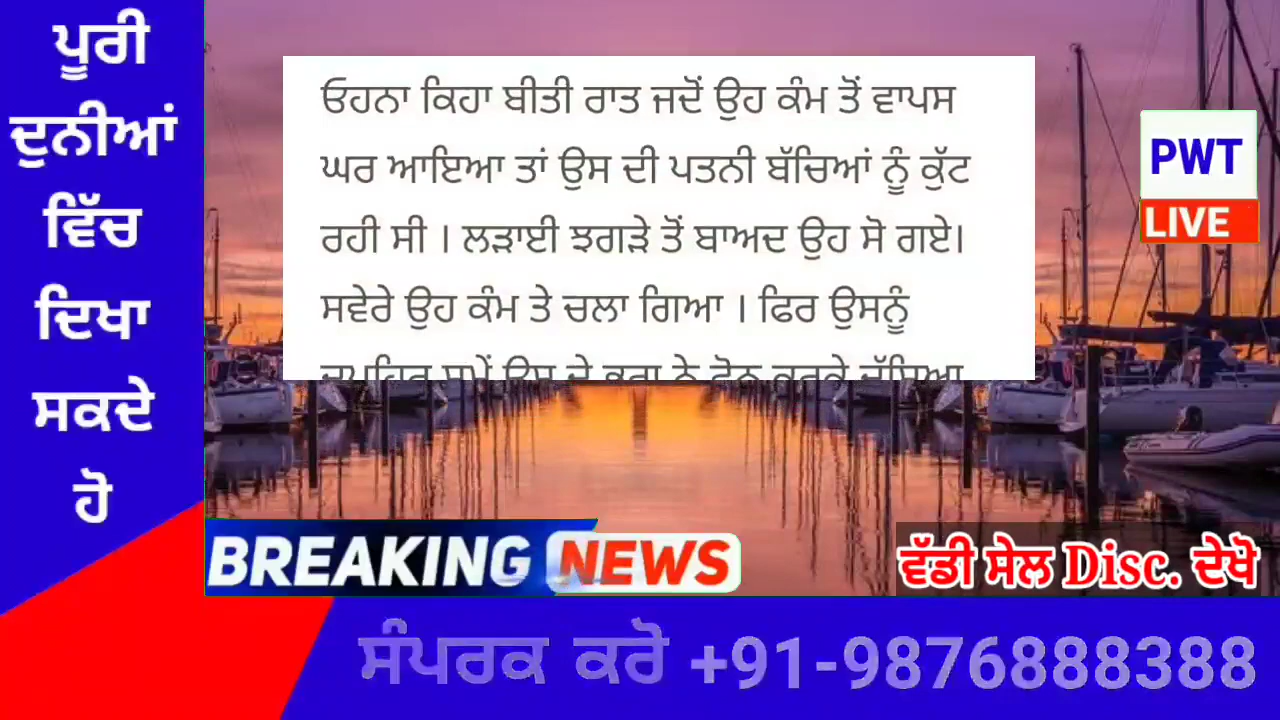 ਪੂਰੀ
ਦੁਨੀਆਂ
ਵਿੱਚ
ਦਿਖਾ
ਸਕਦੇ
ਹੋ
ਓਹਨਾ ਕਿਹਾ ਬੀਤੀ ਰਾਤ ਜਦੋਂ ਉਹ ਕੰਮ ਤੋਂ ਵਾਪਸ
ਘਰ ਆਇਆ ਤਾਂ ਉਸ ਦੀ ਪਤਨੀ ਬੱਚਿਆਂ ਨੂੰ ਕੁੱਟ
ਰਹੀ ਸੀ । ਲੜਾਈ ਝਗੜੇ ਤੋਂ ਬਾਅਦ ਉਹ ਸੋ ਗਏ।
ਸਵੇਰੇ ਉਹ ਕੰਮ ਤੇ ਚਲਾ ਗਿਆ । ਫਿਰ ਉਸਨੂੰ
PWT
LIVE
BREAKING NEWS
ਵੱਡੀ ਸੇਲ Disc. ਦੇਖੋ
ਸੰਪਰਕ ਕਰੋ +91-9876888388